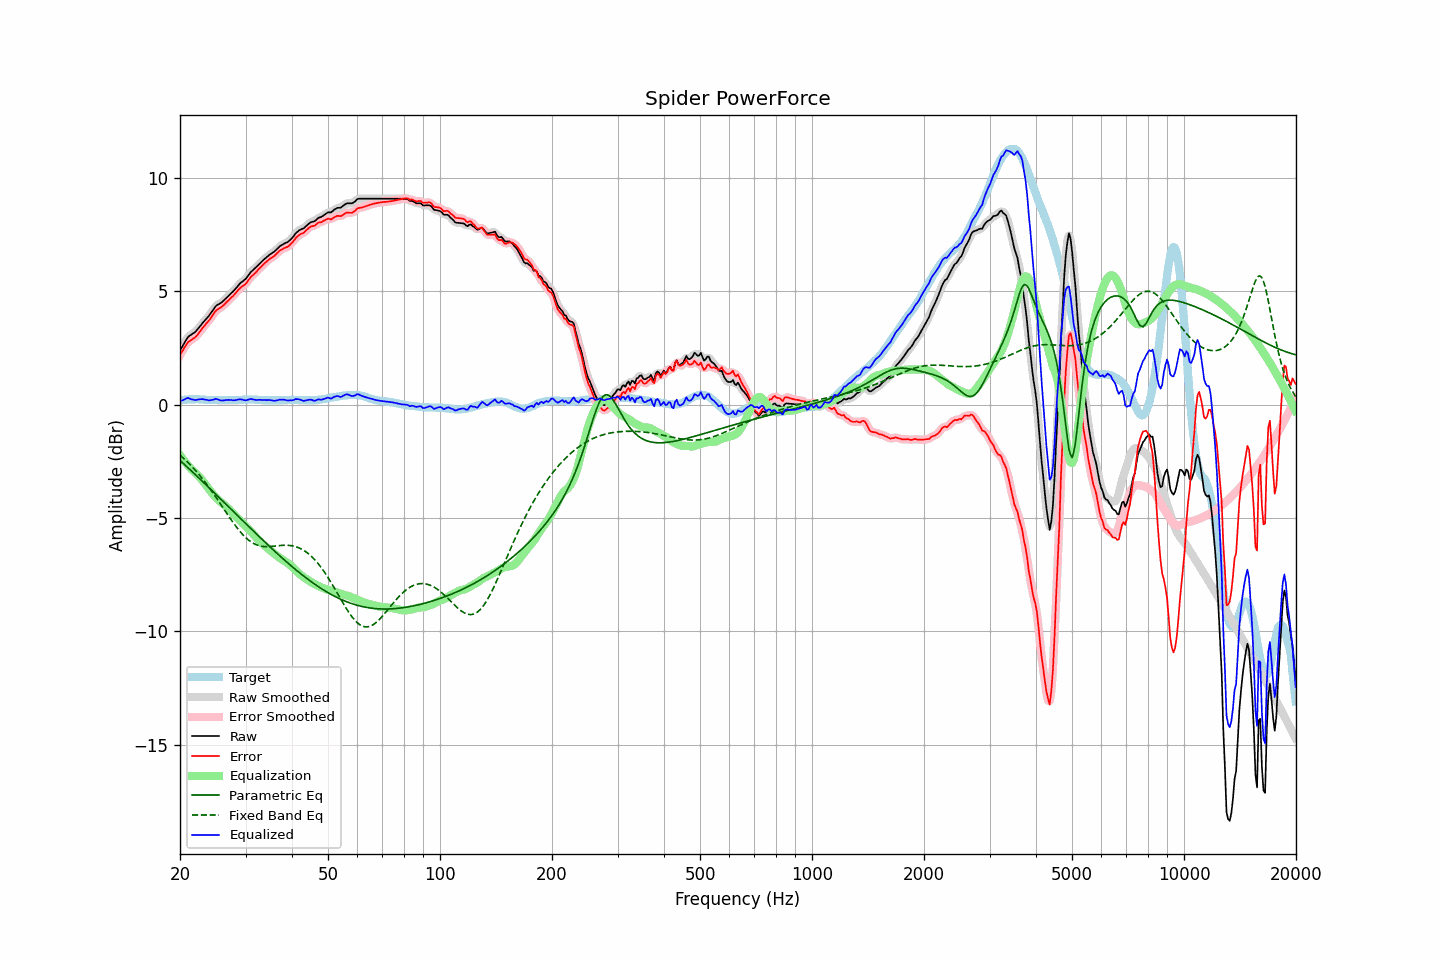 Spider PowerForce
Amplitude (dBr)
10
5
0
−5
−10
−15
Target
Raw Smoothed
Error Smoothed
Raw
Error
Equalization
Parametric Eq
Fixed Band Eq
Equalized
20 50 100 200 500 1000 2000 5000 10000 20000
Frequency (Hz)